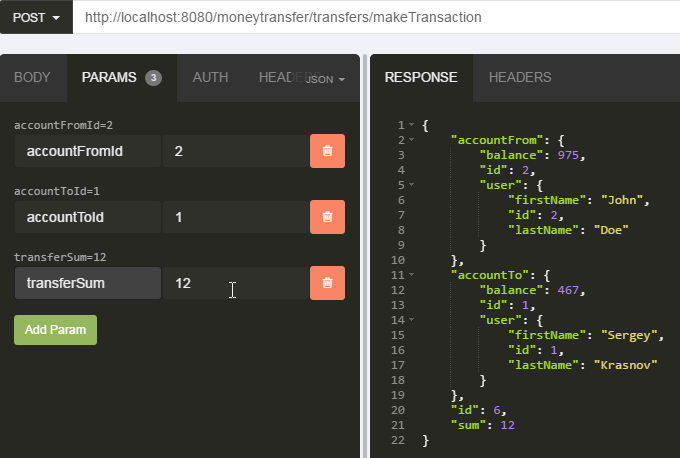 POST http://localhost:8080/moneytransfer/transfers/makeTransaction
BODY PARAMS 3 AUTH HEADE JSON
accountFromId=2
accountFromId 2
accountToId=1
accountToId 1
transferSum=12
transferSum 12
Add Param
RESPONSE HEADERS
1 {
2 "accountFrom": {
3 "balance": 975,
4 "id": 2,
5 "user": {
6 "firstName": "John",
7 "id": 2,
8 "lastName": "Doe"
9 }
10 },
11 "accountTo": {
12 "balance": 467,
13 "id": 1,
14 "user": {
15 "firstName": "Sergey",
16 "id": 1,
17 "lastName": "Krasnov"
18 }
19 },
20 "id": 6,
21 "sum": 12
22 }